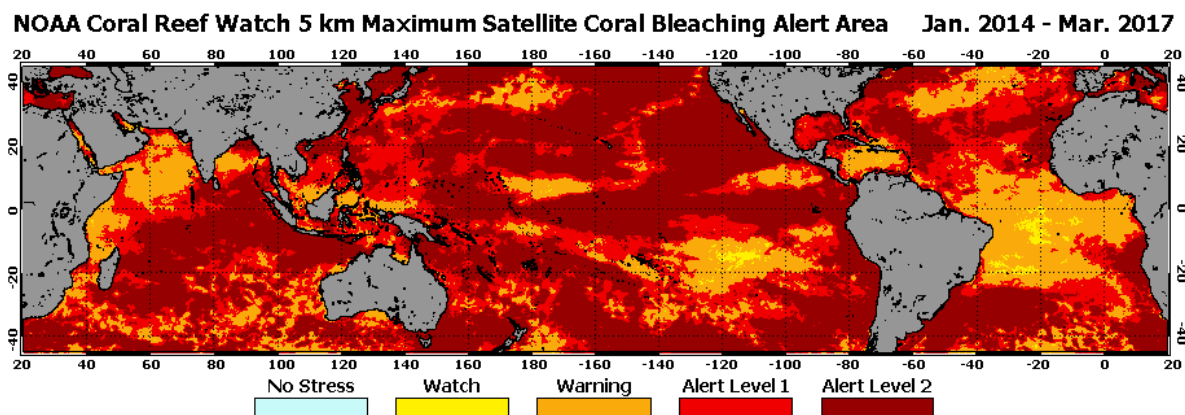 NOAA Coral Reef Watch 5 km Maximum Satellite Coral Bleaching Alert Area Jan. 2014 - Mar. 2017
20 40 60 80 100 120 140 160 180 -160 -140 -120 -100 -80 -60 -40 -20 0 20
40 40
20 20
0 0
-20 -20
-40 -40
20 40 60 80 100 120 140 160 180 -160 -140 -120 -100 -80 -60 -40 -20 0 20
No Stress Watch Warning Alert Level 1 Alert Level 2